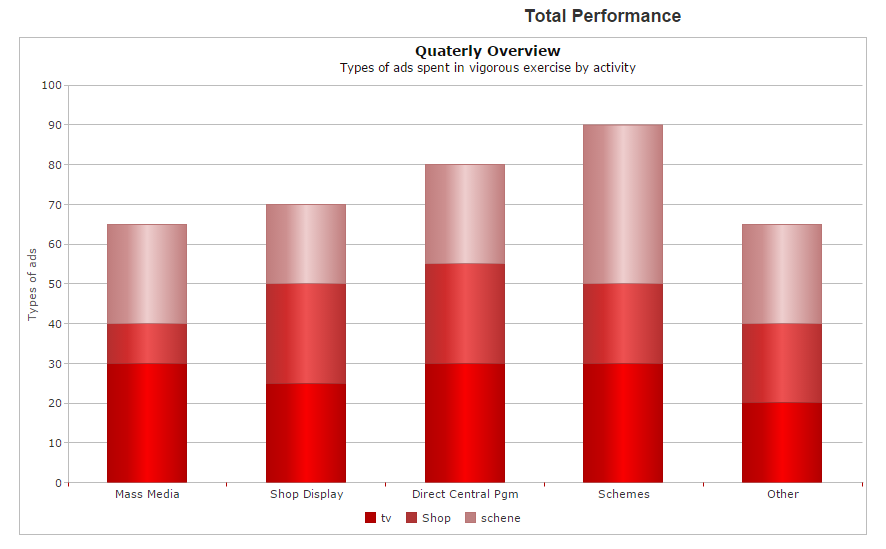 Total Performance
Quaterly Overview
Types of ads spent in vigorous exercise by activity
Types of ads
100
90
80
70
60
50
40
30
20
10
0
Mass Media Shop Display Direct Central Pgm Schemes Other
tv Shop schene